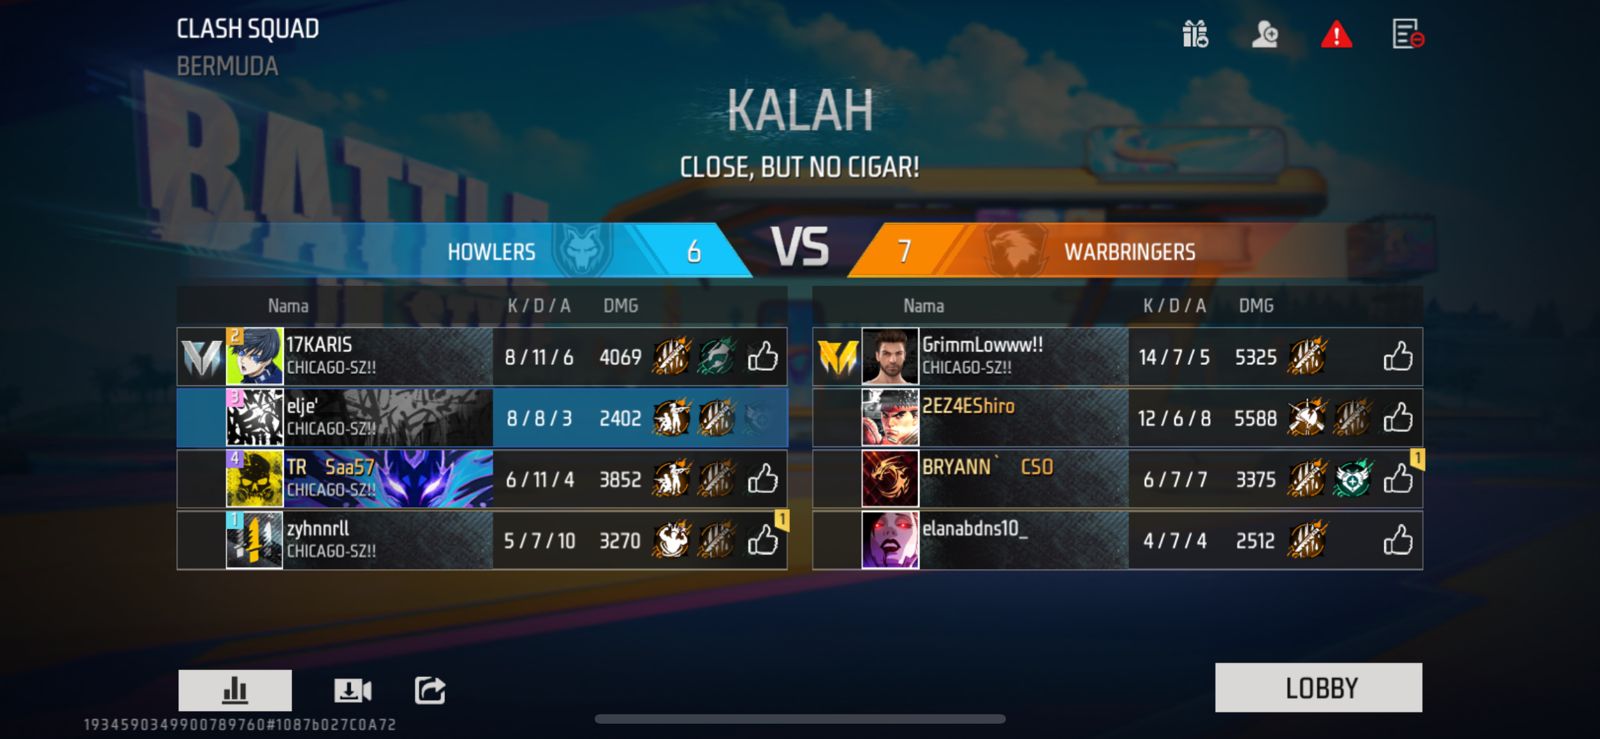 CLASH SQUAD
BERMUDA
KALAH
CLOSE, BUT NO CIGAR!
HOWLERS 6 VS 7 WARBRINGERS
Nama K / D / A DMG
2 17KARIS 8 / 11 / 6 4069
CHICAGO-SZ!!
3 elje' 8 / 8 / 3 2402
CHICAGO-SZ!!
4 TR Saa57 6 / 11 / 4 3852
CHICAGO-SZ!!
1 zyhnnrll 5 / 7 / 10 3270 1
CHICAGO-SZ!!
Nama K / D / A DMG
GrimmLowww!! 14 / 7 / 5 5325
CHICAGO-SZ!!
2EZ4EShiro 12 / 6 / 8 5588
BRYANN` CSO 6 / 7 / 7 3375 1
elanabdns10_ 4 / 7 / 4 2512
LOBBY
1934590349900789760#1087b027C0A72